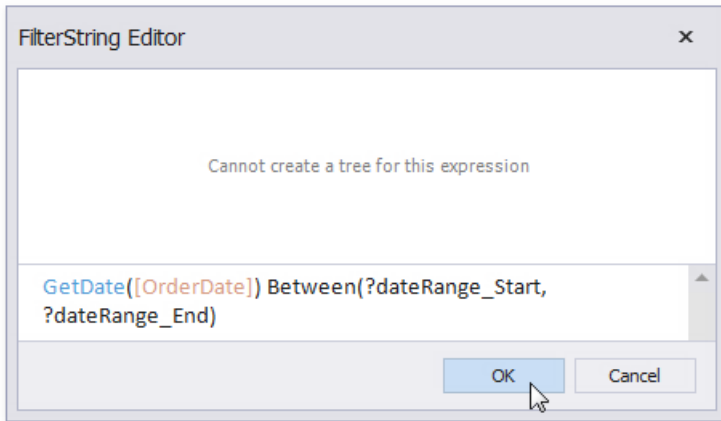 FilterString Editor
Cannot create a tree for this expression
GetDate([OrderDate]) Between(?dateRange_Start,
?dateRange_End)
OK
Cancel